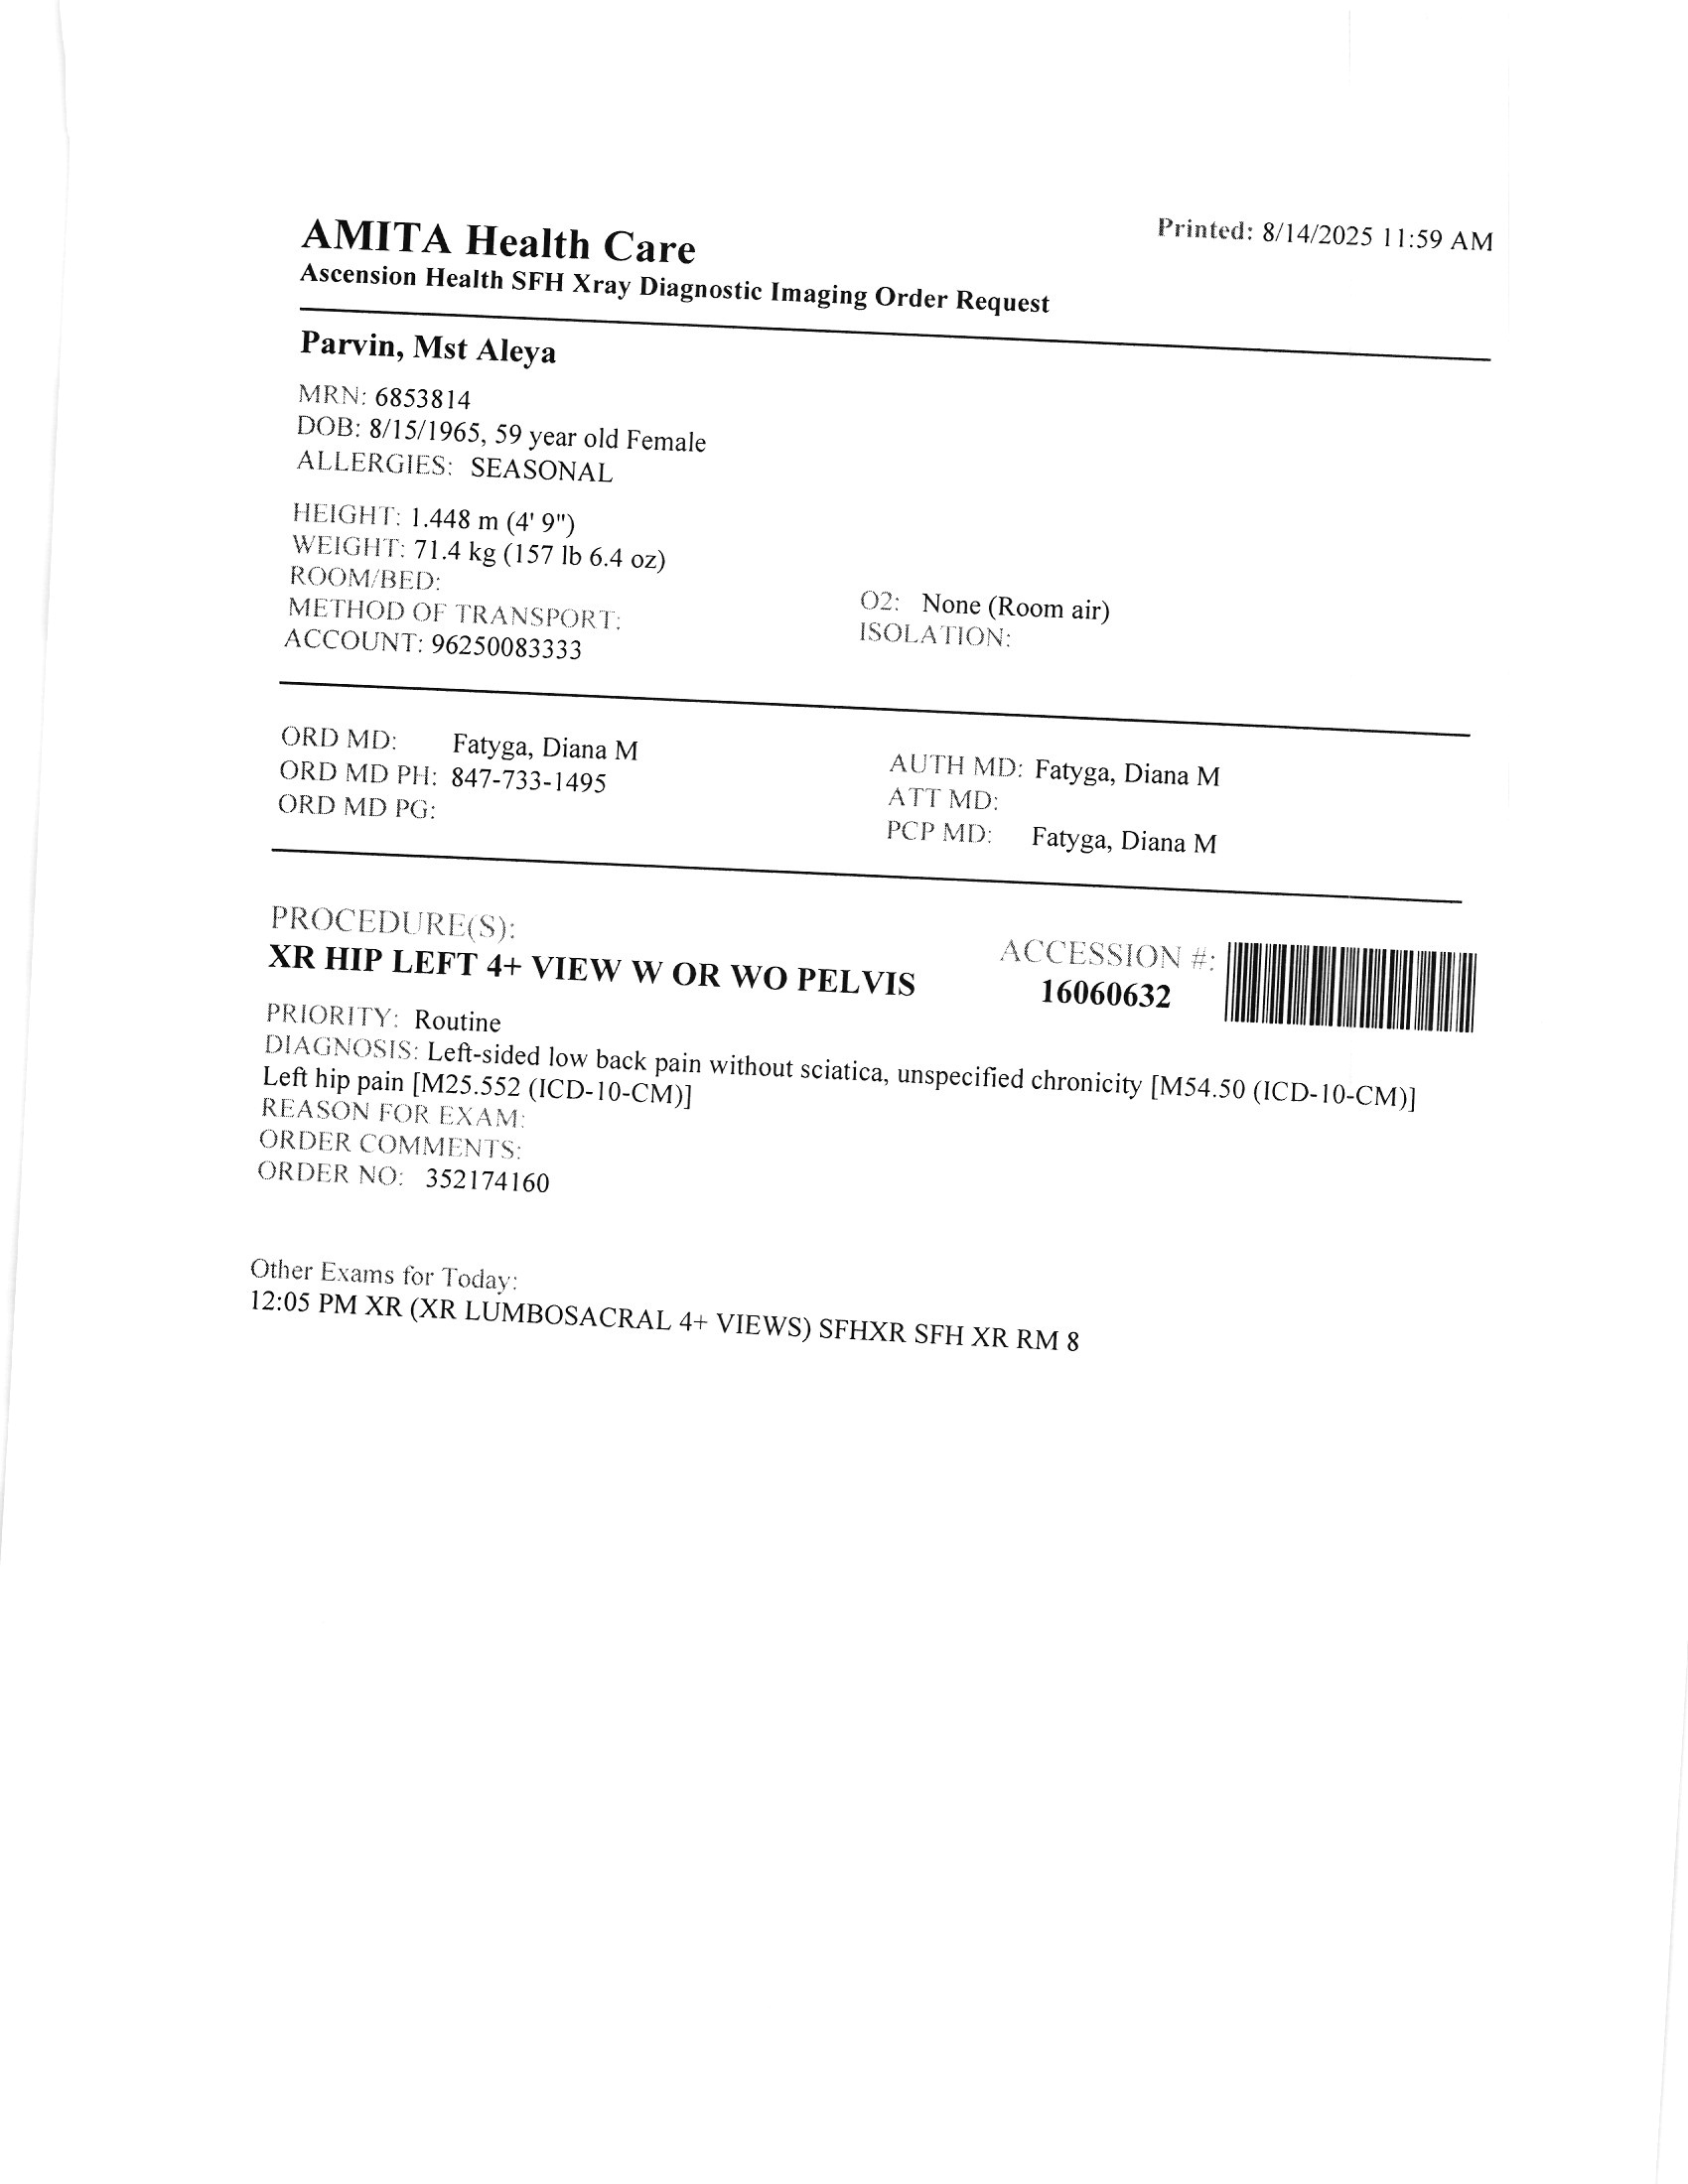 AMITA Health Care
Printed: 8/14/2025 11:59 AM
Ascension Health SFH Xray Diagnostic Imaging Order Request
Parvin, Mst Aleya
MRN: 6853814
DOB: 8/15/1965, 59 year old Female
ALLERGIES: SEASONAL
HEIGHT: 1.448 m (4' 9")
WEIGHT: 71.4 kg (157 lb 6.4 oz)
ROOM/BED:
O2: None (Room air)
METHOD OF TRANSPORT:
ISOLATION:
ACCOUNT: 96250083333
ORD MD: Fatyga, Diana M
AUTH MD: Fatyga, Diana M
ORD MD PH: 847-733-1495
ATT MD:
ORD MD PG:
PCP MD: Fatyga, Diana M
PROCEDURE(S):
ACCESSION #:
XR HIP LEFT 4+ VIEW W OR WO PELVIS
16060632
PRIORITY: Routine
DIAGNOSIS: Left-sided low back pain without sciatica, unspecified chronicity [M54.50 (ICD-10-CM)]
Left hip pain [M25.552 (ICD-10-CM)]
REASON FOR EXAM:
ORDER COMMENTS:
ORDER NO: 352174160
Other Exams for Today:
12:05 PM XR (XR LUMBOSACRAL 4+ VIEWS) SFHXR SFH XR RM 8